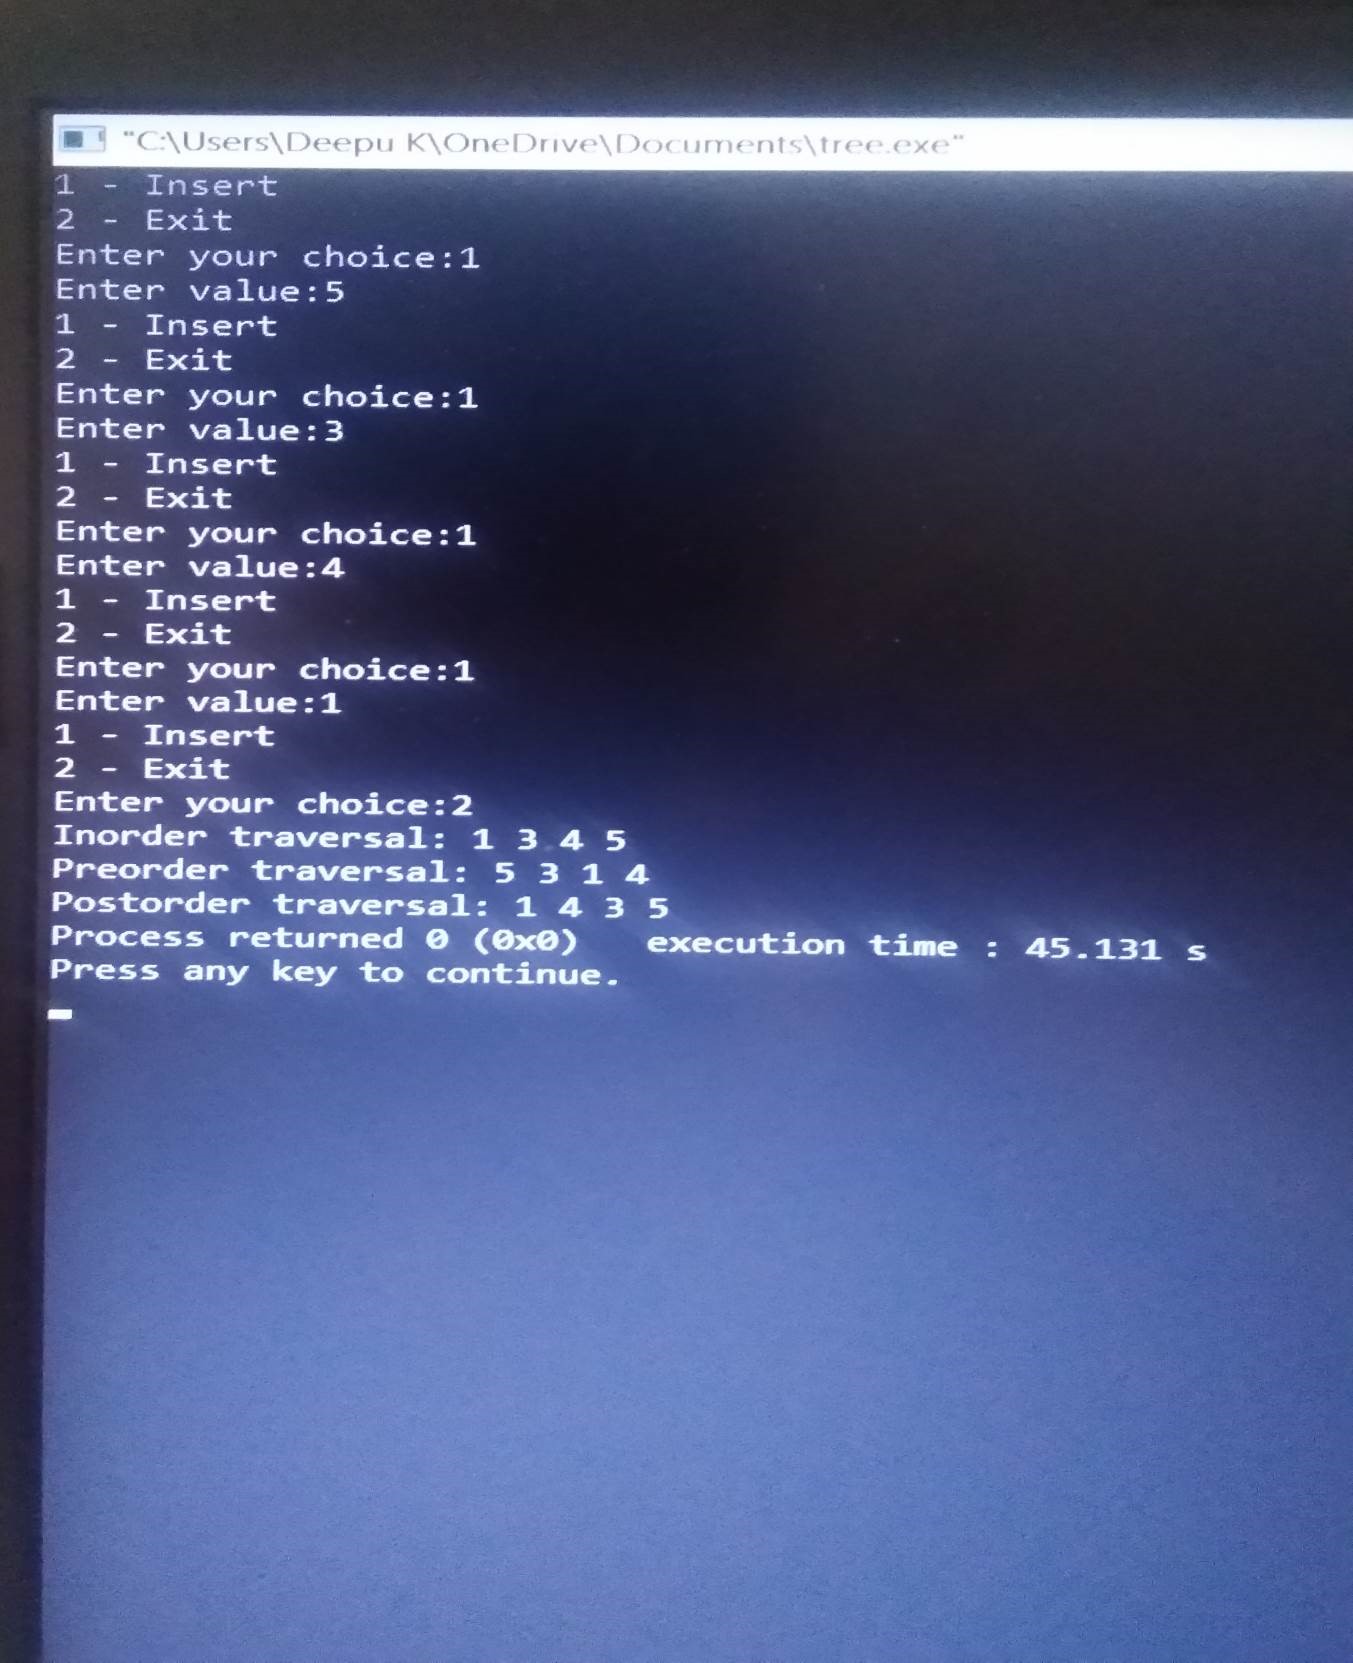 "C:\Users\Deepu K\OneDrive\Documents\tree.exe"
1 - Insert
2 - Exit
Enter your choice:1
Enter value:5
1 - Insert
2 - Exit
Enter your choice:1
Enter value:3
1 - Insert
2 - Exit
Enter your choice:1
Enter value:4
1 - Insert
2 - Exit
Enter your choice:1
Enter value:1
1 - Insert
2 - Exit
Enter your choice:2
Inorder traversal: 1 3 4 5
Preorder traversal: 5 3 1 4
Postorder traversal: 1 4 3 5
Process returned 0 (0x0)   execution time : 45.131 s
Press any key to continue.